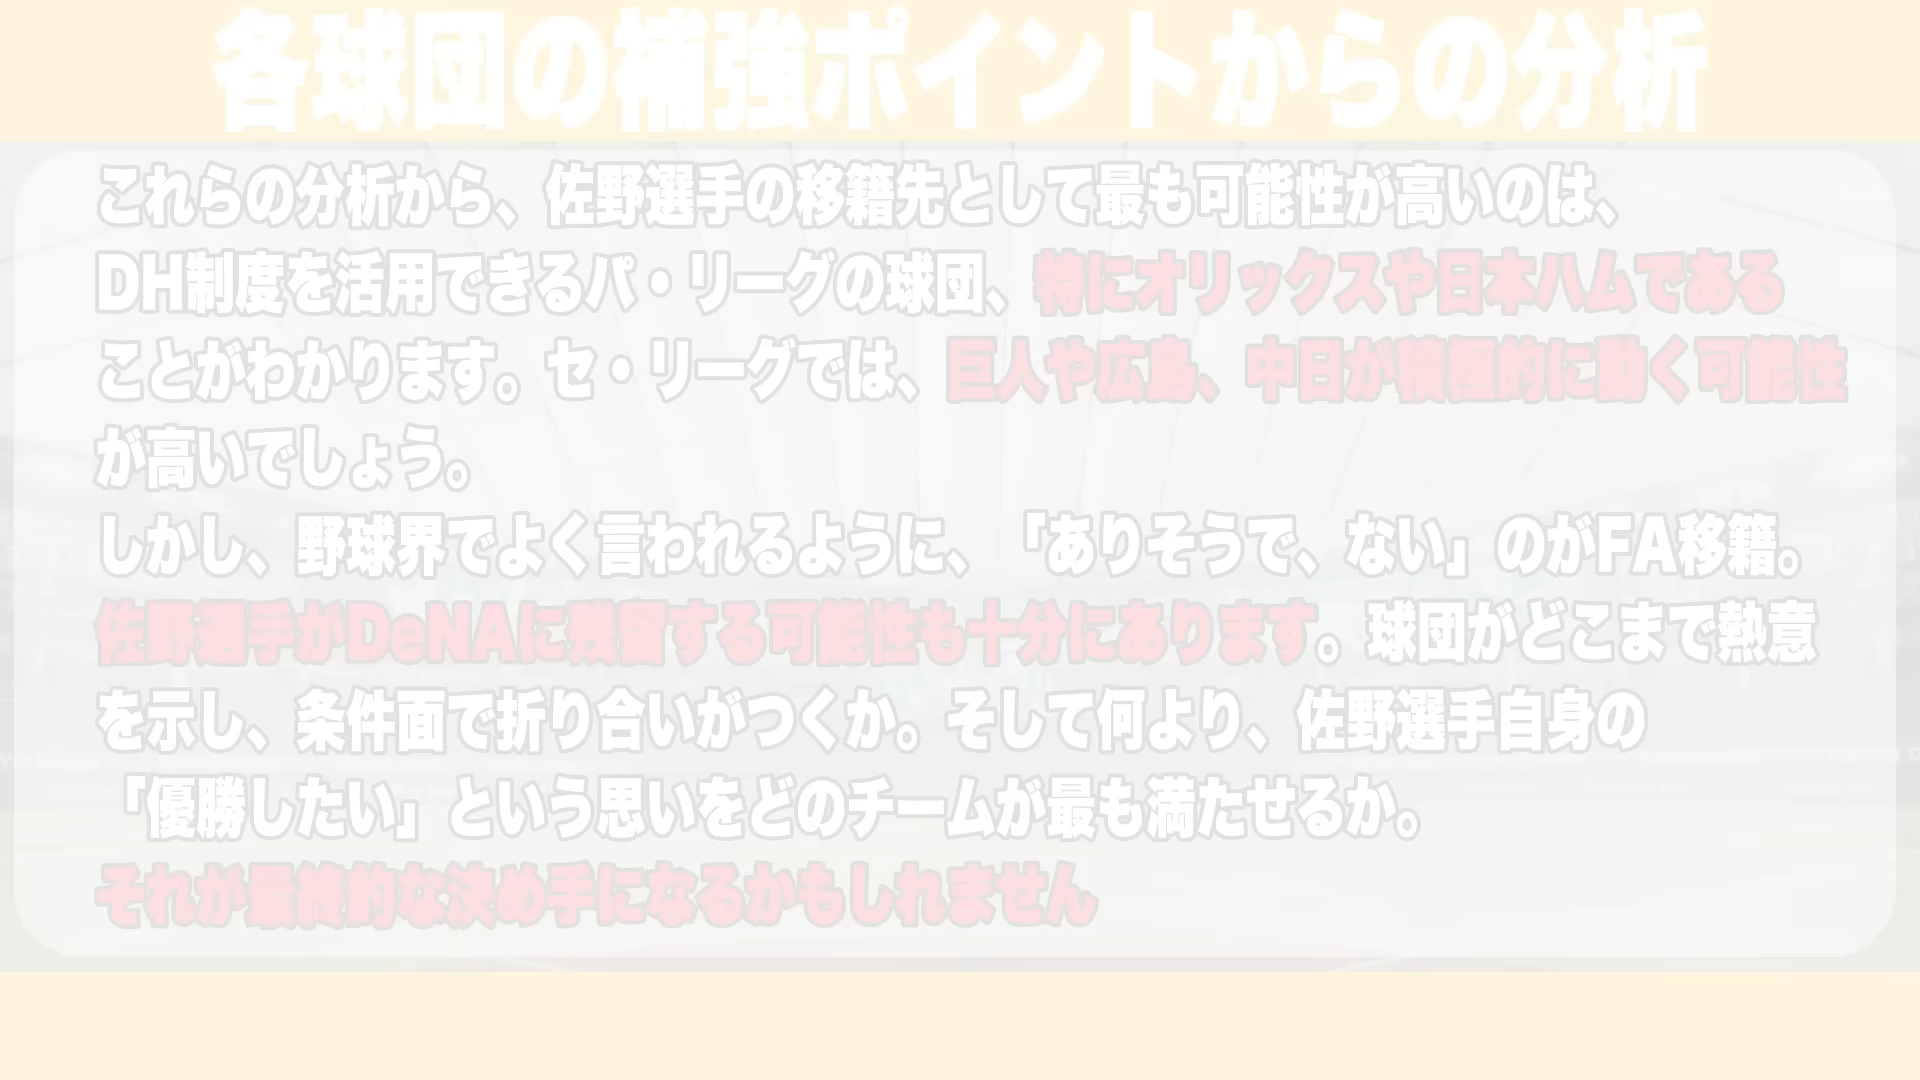 各球団の補強ポイントからの分析
これらの分析から、佐野選手の移籍先として最も可能性が高いのは、
DH制度を活用できるパ・リーグの球団、特にオリックスや日本ハムである
ことがわかります。セ・リーグでは、巨人や広島、中日が積極的に動く可能性
が高いでしょう。
しかし、野球界でよく言われるように、「ありそうで、ない」のがFA移籍。
佐野選手がDeNAに残留する可能性も十分にあります。球団がどこまで熱意
を示し、条件面で折り合いがつくか。そして何より、佐野選手自身の
「優勝したい」という思いをどのチームが最も満たせるか。
それが最終的な決め手になるかもしれません